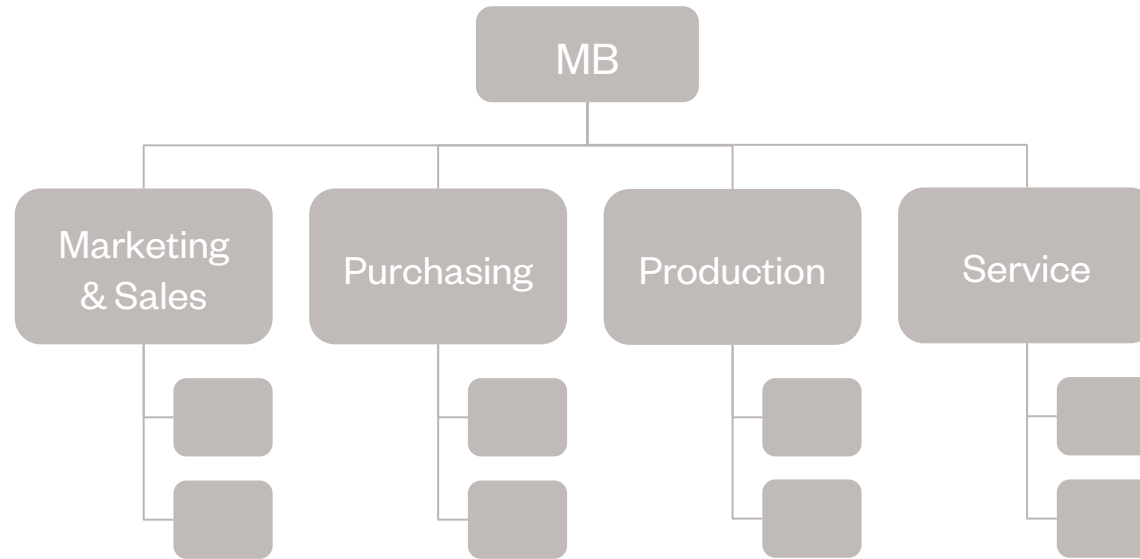 MB
Marketing
& Sales
Purchasing
Production
Service